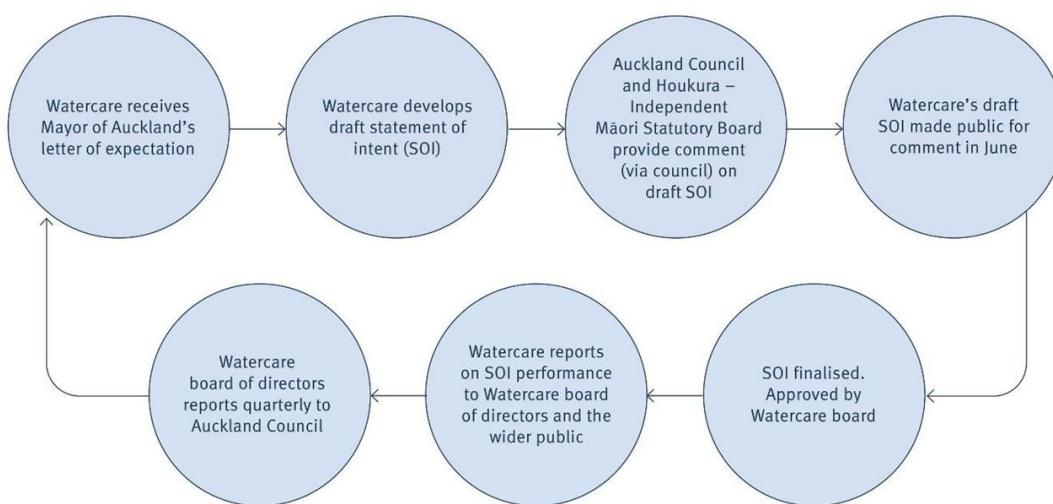 Watercare receives
Mayor of Auckland's
letter of expectation
Watercare develops
draft statement of
intent (SOI)
Auckland Council
and Houkura –
Independent
Māori Statutory Board
provide comment
(via council) on
draft SOI
Watercare's draft
SOI made public for
comment in June
SOI finalised.
Approved by
Watercare board
Watercare reports
on SOI performance
to Watercare board
of directors and the
wider public
Watercare
board of directors
reports quarterly to
Auckland Council